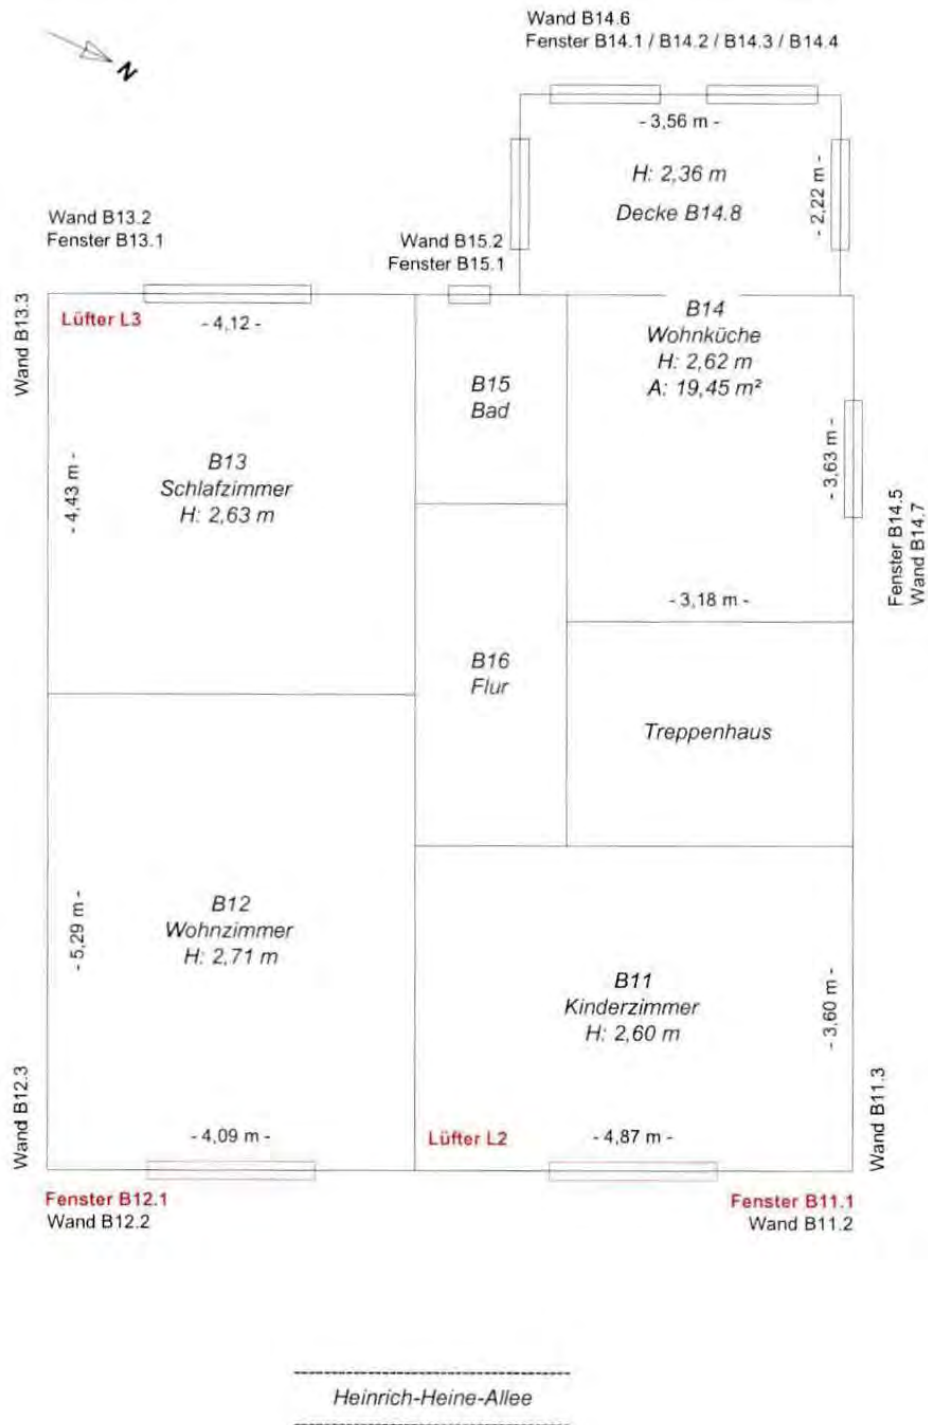 Wand B14.6
Fenster B14.1 / B14.2 / B14.3 / B14.4
N
- 3,56 m -
H: 2,36 m
Decke B14.8
- 2,22 m -
Wand B13.2
Fenster B13.1
Wand B15.2
Fenster B15.1
Wand B13.3
Lüfter L3
- 4,12 -
B14
Wohnküche
H: 2,62 m
A: 19,45 m²
B15
Bad
- 4,43 m -
B13
Schlafzimmer
H: 2,63 m
- 3,63 m -
Fenster B14.5
Wand B14.7
- 3,18 m -
B16
Flur
Treppenhaus
- 5,29 m -
B12
Wohnzimmer
H: 2,71 m
B11
Kinderzimmer
H: 2,60 m
- 3,60 m -
Wand B12.3
- 4,09 m -
Lüfter L2
- 4,87 m -
Wand B11.3
Fenster B12.1
Wand B12.2
Fenster B11.1
Wand B11.2
Heinrich-Heine-Allee